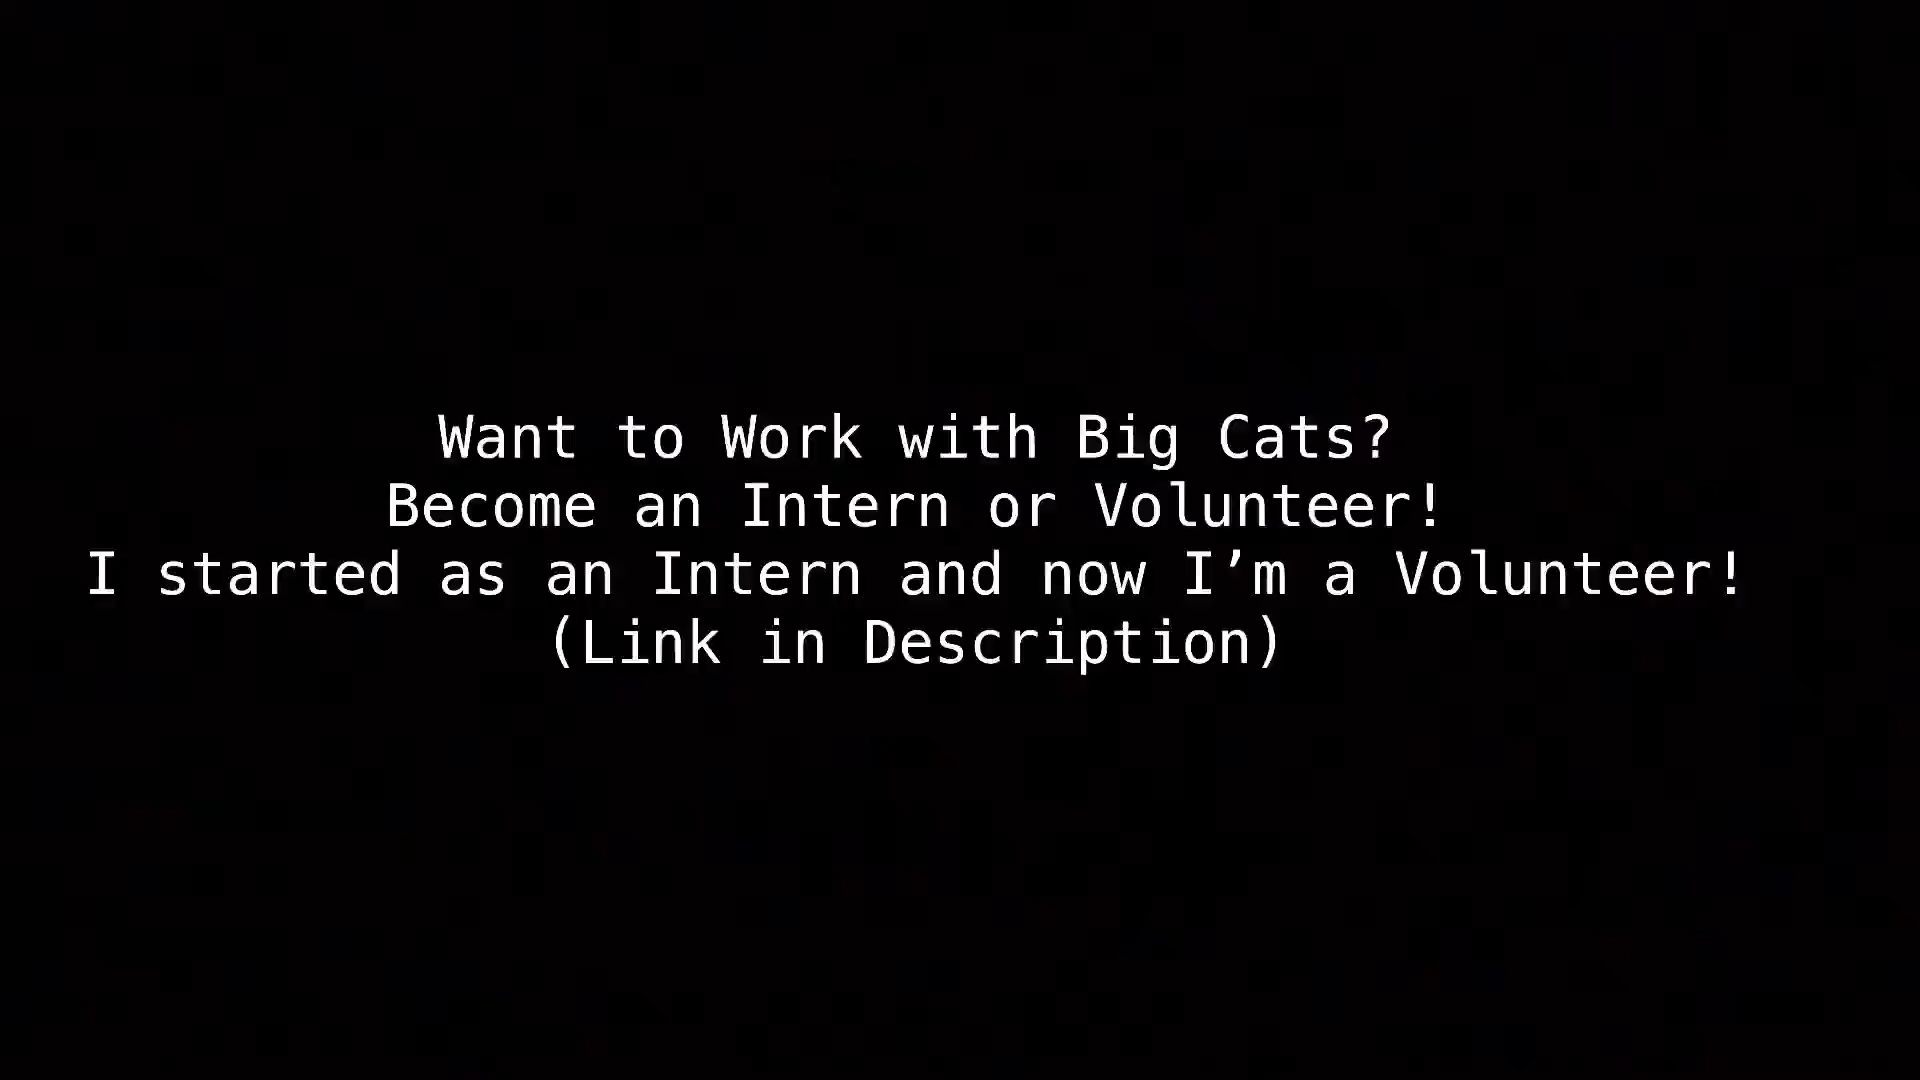 Want to Work with Big Cats?
Become an Intern or Volunteer!
I started as an Intern and now I’m a Volunteer!
(Link in Description)